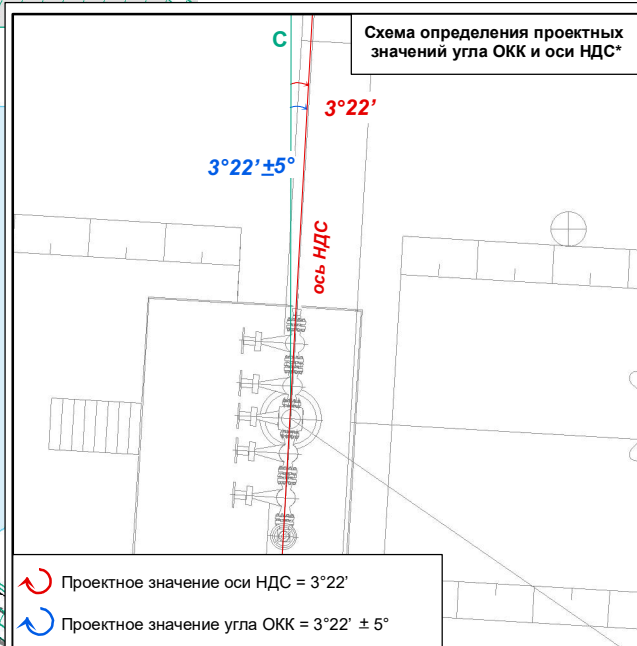 Схема определения проектных
значений угла ОКК и оси НДС*
С
3°22’
3°22’±5°
ось НДС
Проектное значение оси НДС = 3°22’
Проектное значение угла ОКК = 3°22’ ± 5°